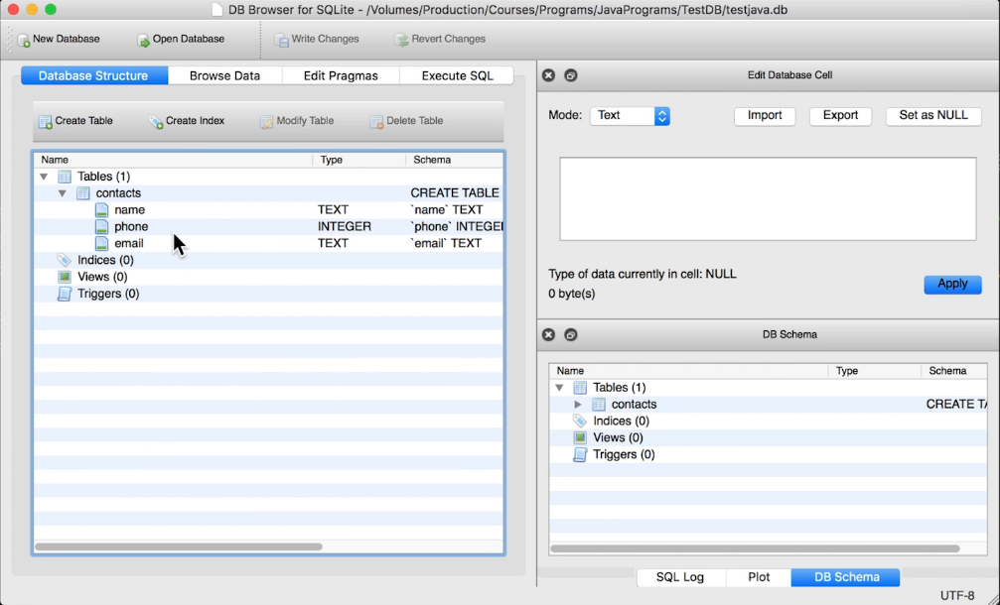 DB Browser for SQLite - /Volumes/Production/Courses/Programs/JavaPrograms/TestDB/testjava.db
New Database Open Database Write Changes Revert Changes
Database Structure Browse Data Edit Pragmas Execute SQL
Create Table Create Index Modify Table Delete Table
Name Type Schema
Tables (1)
contacts CREATE TABLE
name TEXT `name` TEXT
phone INTEGER `phone` INTEGE
email TEXT `email` TEXT
Indices (0)
Views (0)
Triggers (0)
Edit Database Cell
Mode: Text Import Export Set as NULL
Type of data currently in cell: NULL
0 byte(s)
Apply
DB Schema
Name Type Schema
Tables (1)
contacts CREATE TA
Indices (0)
Views (0)
Triggers (0)
SQL Log Plot DB Schema
UTF-8